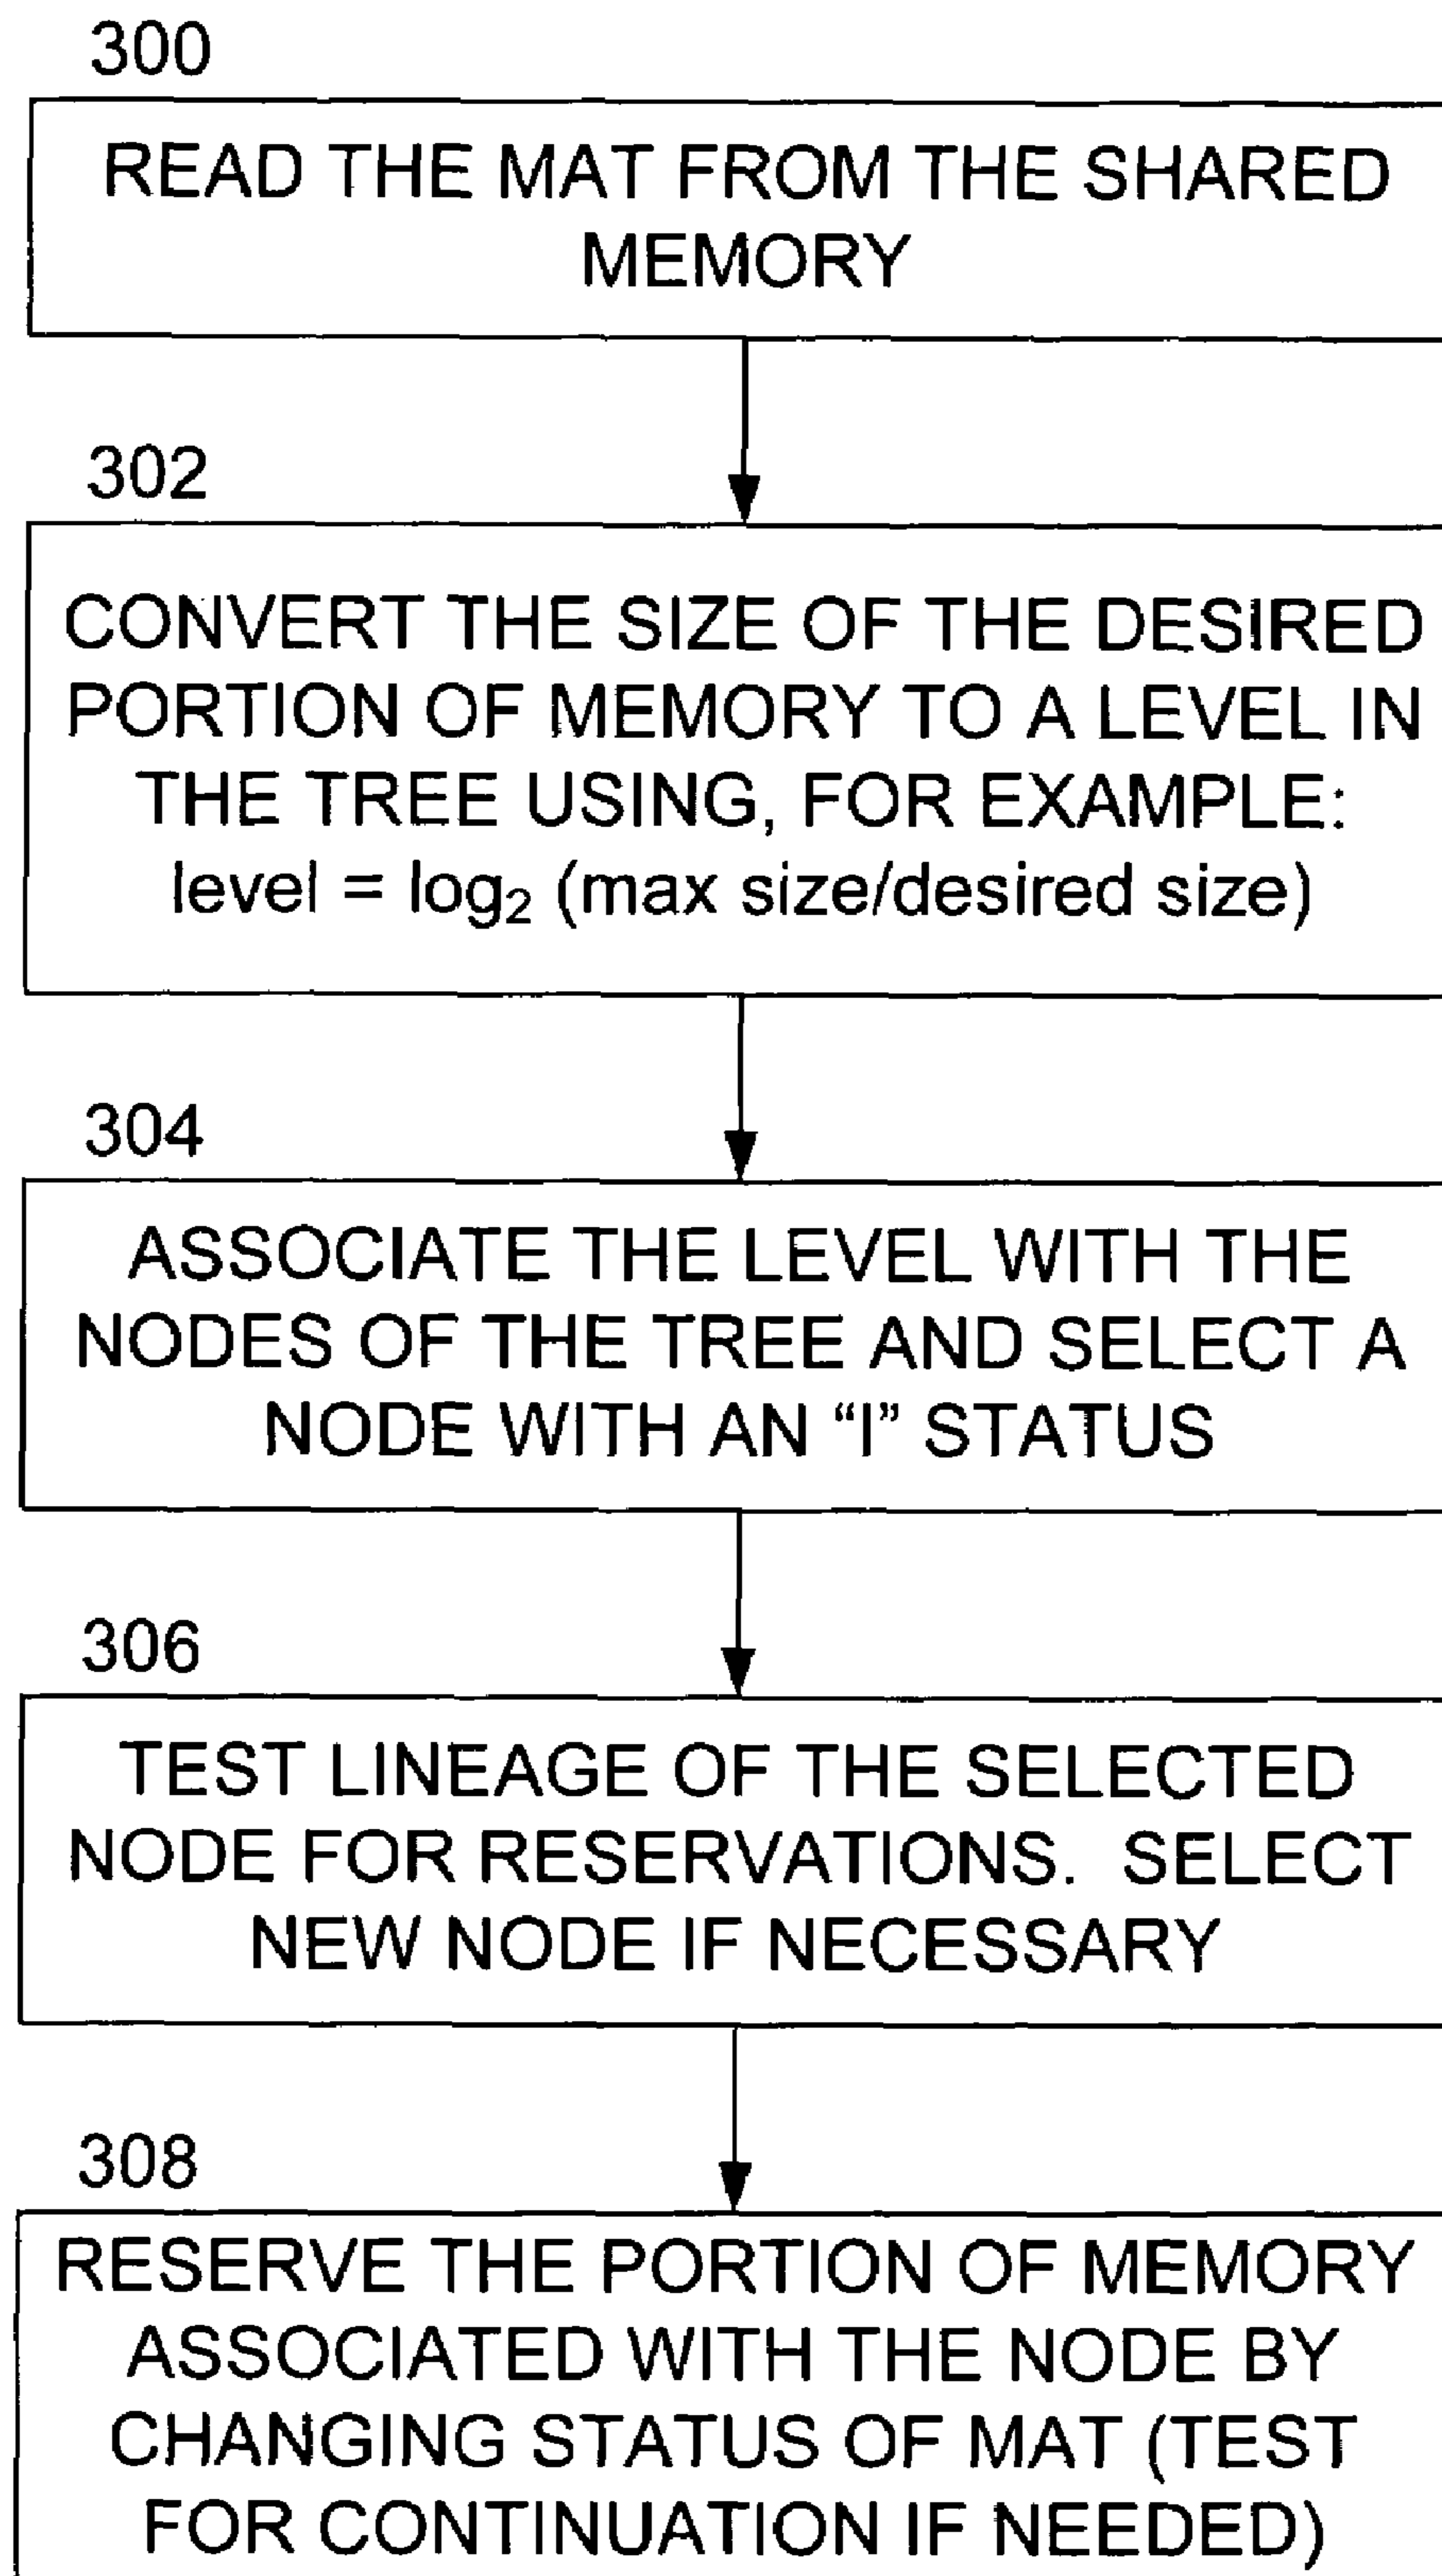 300
READ THE MAT FROM THE SHARED
MEMORY
302
CONVERT THE SIZE OF THE DESIRED
PORTION OF MEMORY TO A LEVEL IN
THE TREE USING, FOR EXAMPLE:
level = log₂ (max size/desired size)
304
ASSOCIATE THE LEVEL WITH THE
NODES OF THE TREE AND SELECT A
NODE WITH AN “I” STATUS
306
TEST LINEAGE OF THE SELECTED
NODE FOR RESERVATIONS. SELECT
NEW NODE IF NECESSARY
308
RESERVE THE PORTION OF MEMORY
ASSOCIATED WITH THE NODE BY
CHANGING STATUS OF MAT (TEST
FOR CONTINUATION IF NEEDED)